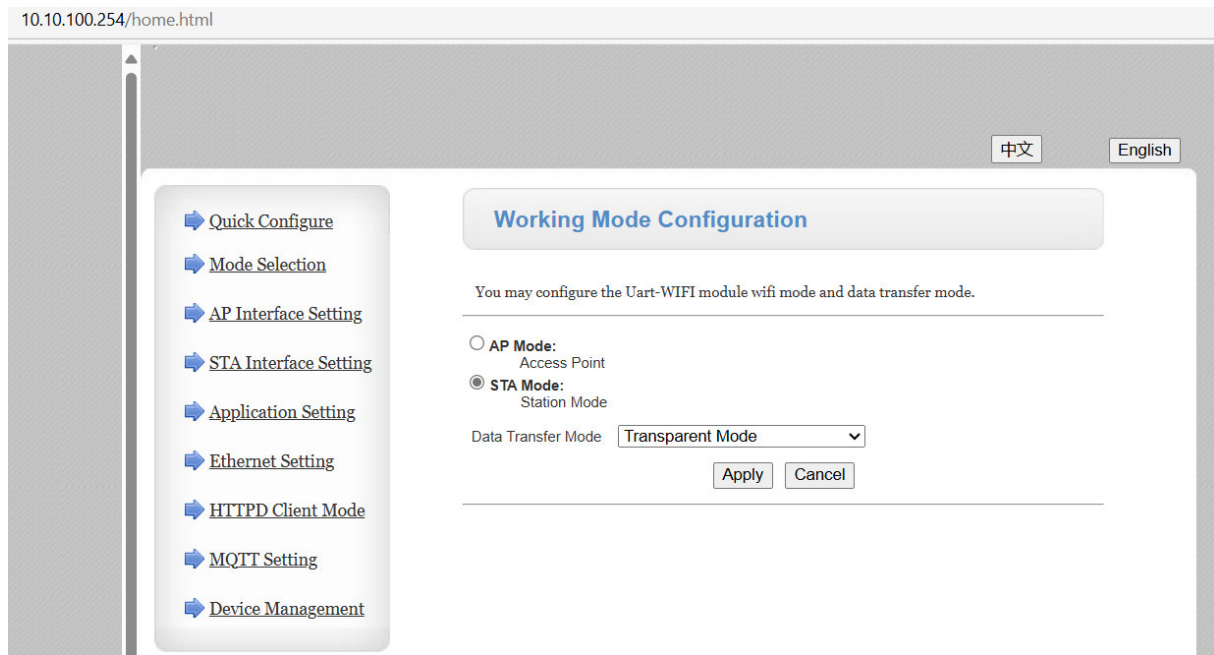 10.10.100.254/home.html
中文
English
Quick Configure
Mode Selection
AP Interface Setting
STA Interface Setting
Application Setting
Ethernet Setting
HTTPD Client Mode
MQTT Setting
Device Management
Working Mode Configuration
You may configure the Uart-WIFI module wifi mode and data transfer mode.
AP Mode:
Access Point
STA Mode:
Station Mode
Data Transfer Mode Transparent Mode
Apply Cancel